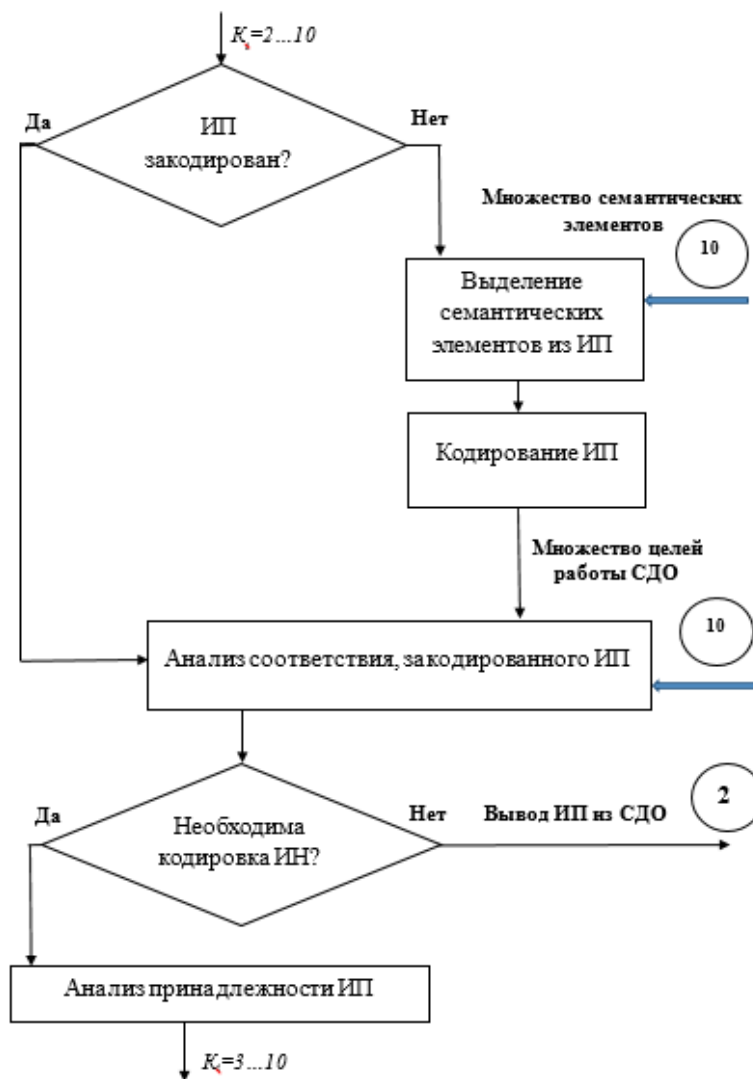 Kₛ=2…10
Да
ИП
закодирован?
Нет
Множество семантических
элементов
10
Выделение
семантических
элементов из ИП
Кодирование ИП
Множество целей
работы СДО
10
Анализ соответствия, закодированного ИП
Да
Необходима
кодировка ИН?
Нет
Вывод ИП из СДО
2
Анализ принадлежности ИП
Kₛ=3…10